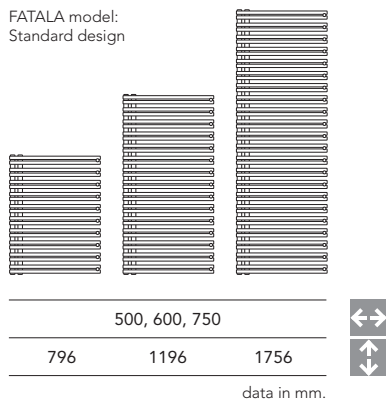 FATALA model:
Standard design
500, 600, 750
796 1196 1756
data in mm.